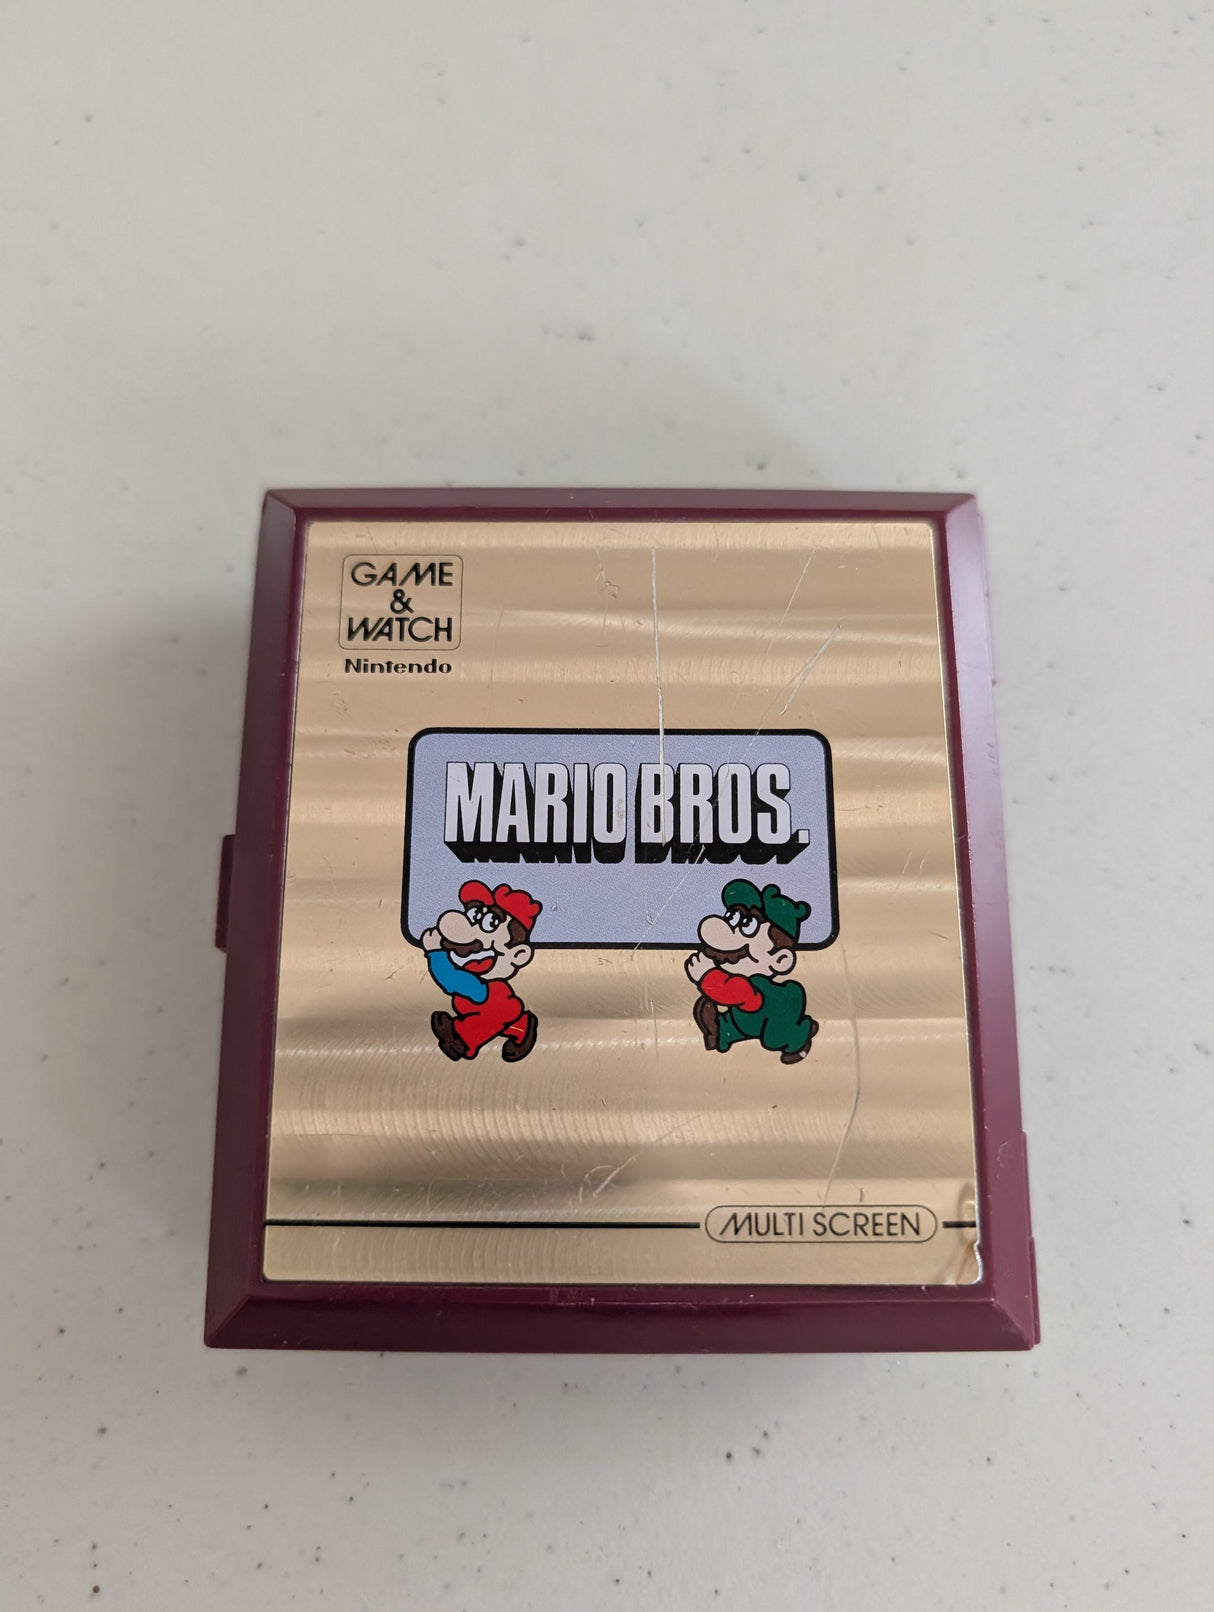 GAME
&
WATCH
Nintendo
MARIO BROS.
MULTI SCREEN